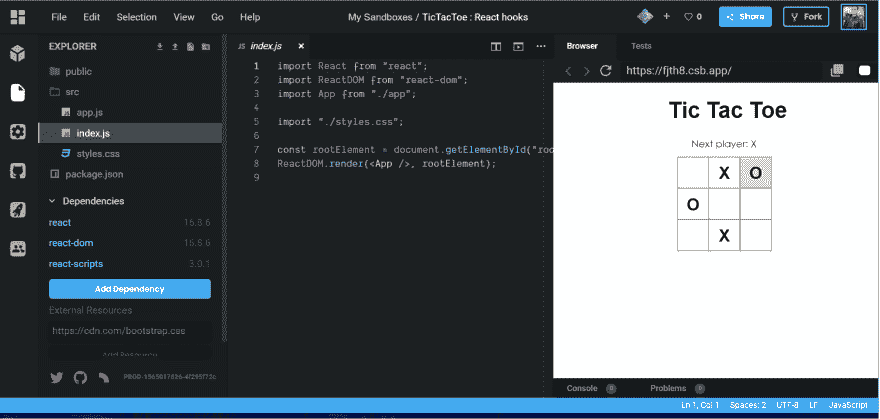 File Edit Selection View Go Help
My Sandboxes / TicTacToe : React hooks
0
Share
Fork
EXPLORER
public
src
app.js
index.js
styles.css
package.json
Dependencies
react 16.8.6
react-dom 16.8.6
react-scripts 3.0.1
Add Dependency
External Resources
https://cdn.com/bootstrap.css
Add Resource
JS index.js
1 import React from "react";
2 import ReactDOM from "react-dom";
3 import App from "./app";
4
5 import "./styles.css";
6
7 const rootElement = document.getElementById("roo
8 ReactDOM.render(<App />, rootElement);
9
Browser Tests
https://fjth8.csb.app/
Tic Tac Toe
Next player: X
X O
O
X
Console 0 Problems 0
Ln 1, Col 1 Spaces: 2 UTF-8 LF JavaScript